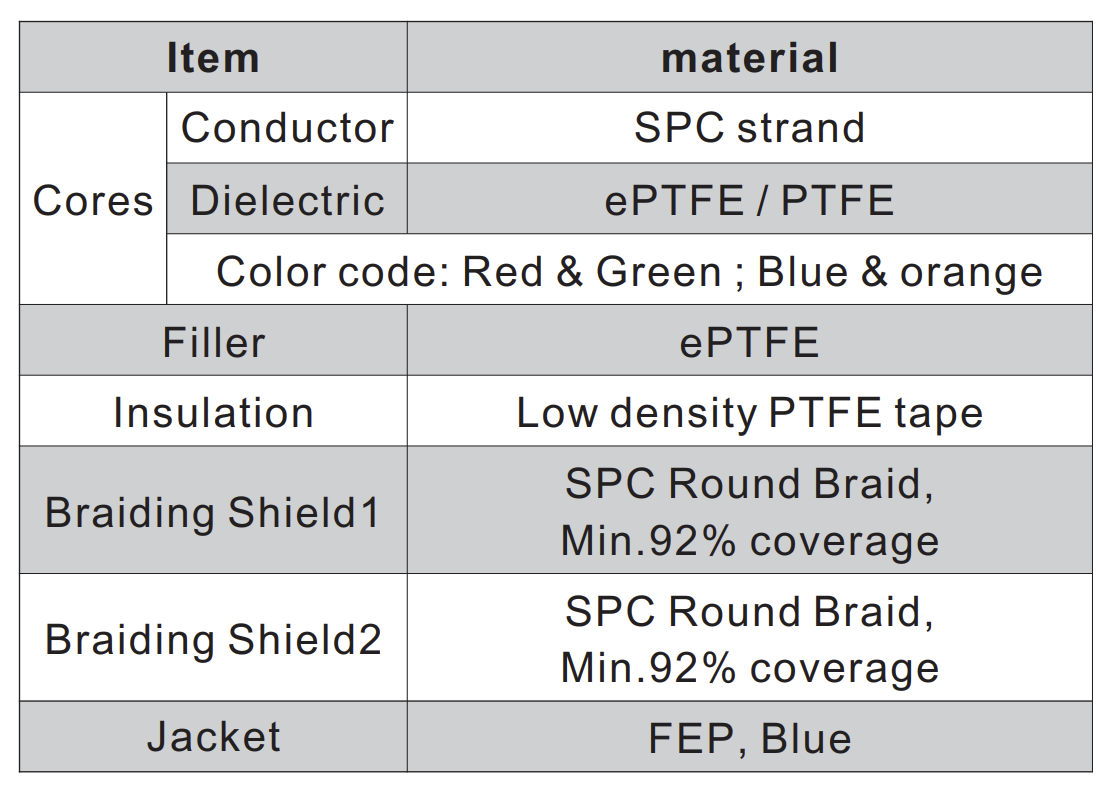 Item material
Cores
Conductor SPC strand
Dielectric ePTFE / PTFE
Color code: Red & Green ; Blue & orange
Filler ePTFE
Insulation Low density PTFE tape
Braiding Shield1
SPC Round Braid,
Min.92% coverage
Braiding Shield2
SPC Round Braid,
Min.92% coverage
Jacket FEP, Blue